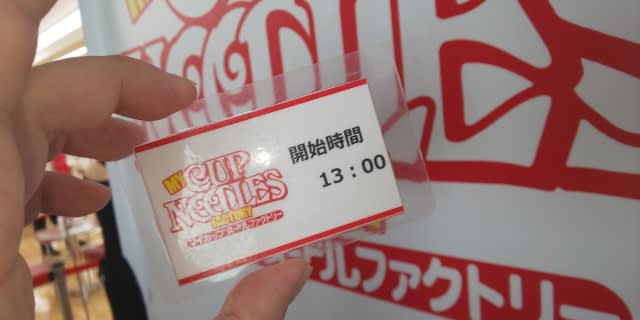 MY
CUP
NOODLES
FACTORY
マイカップヌードルファクトリー
開始時間
13：00
ドルファクトリー